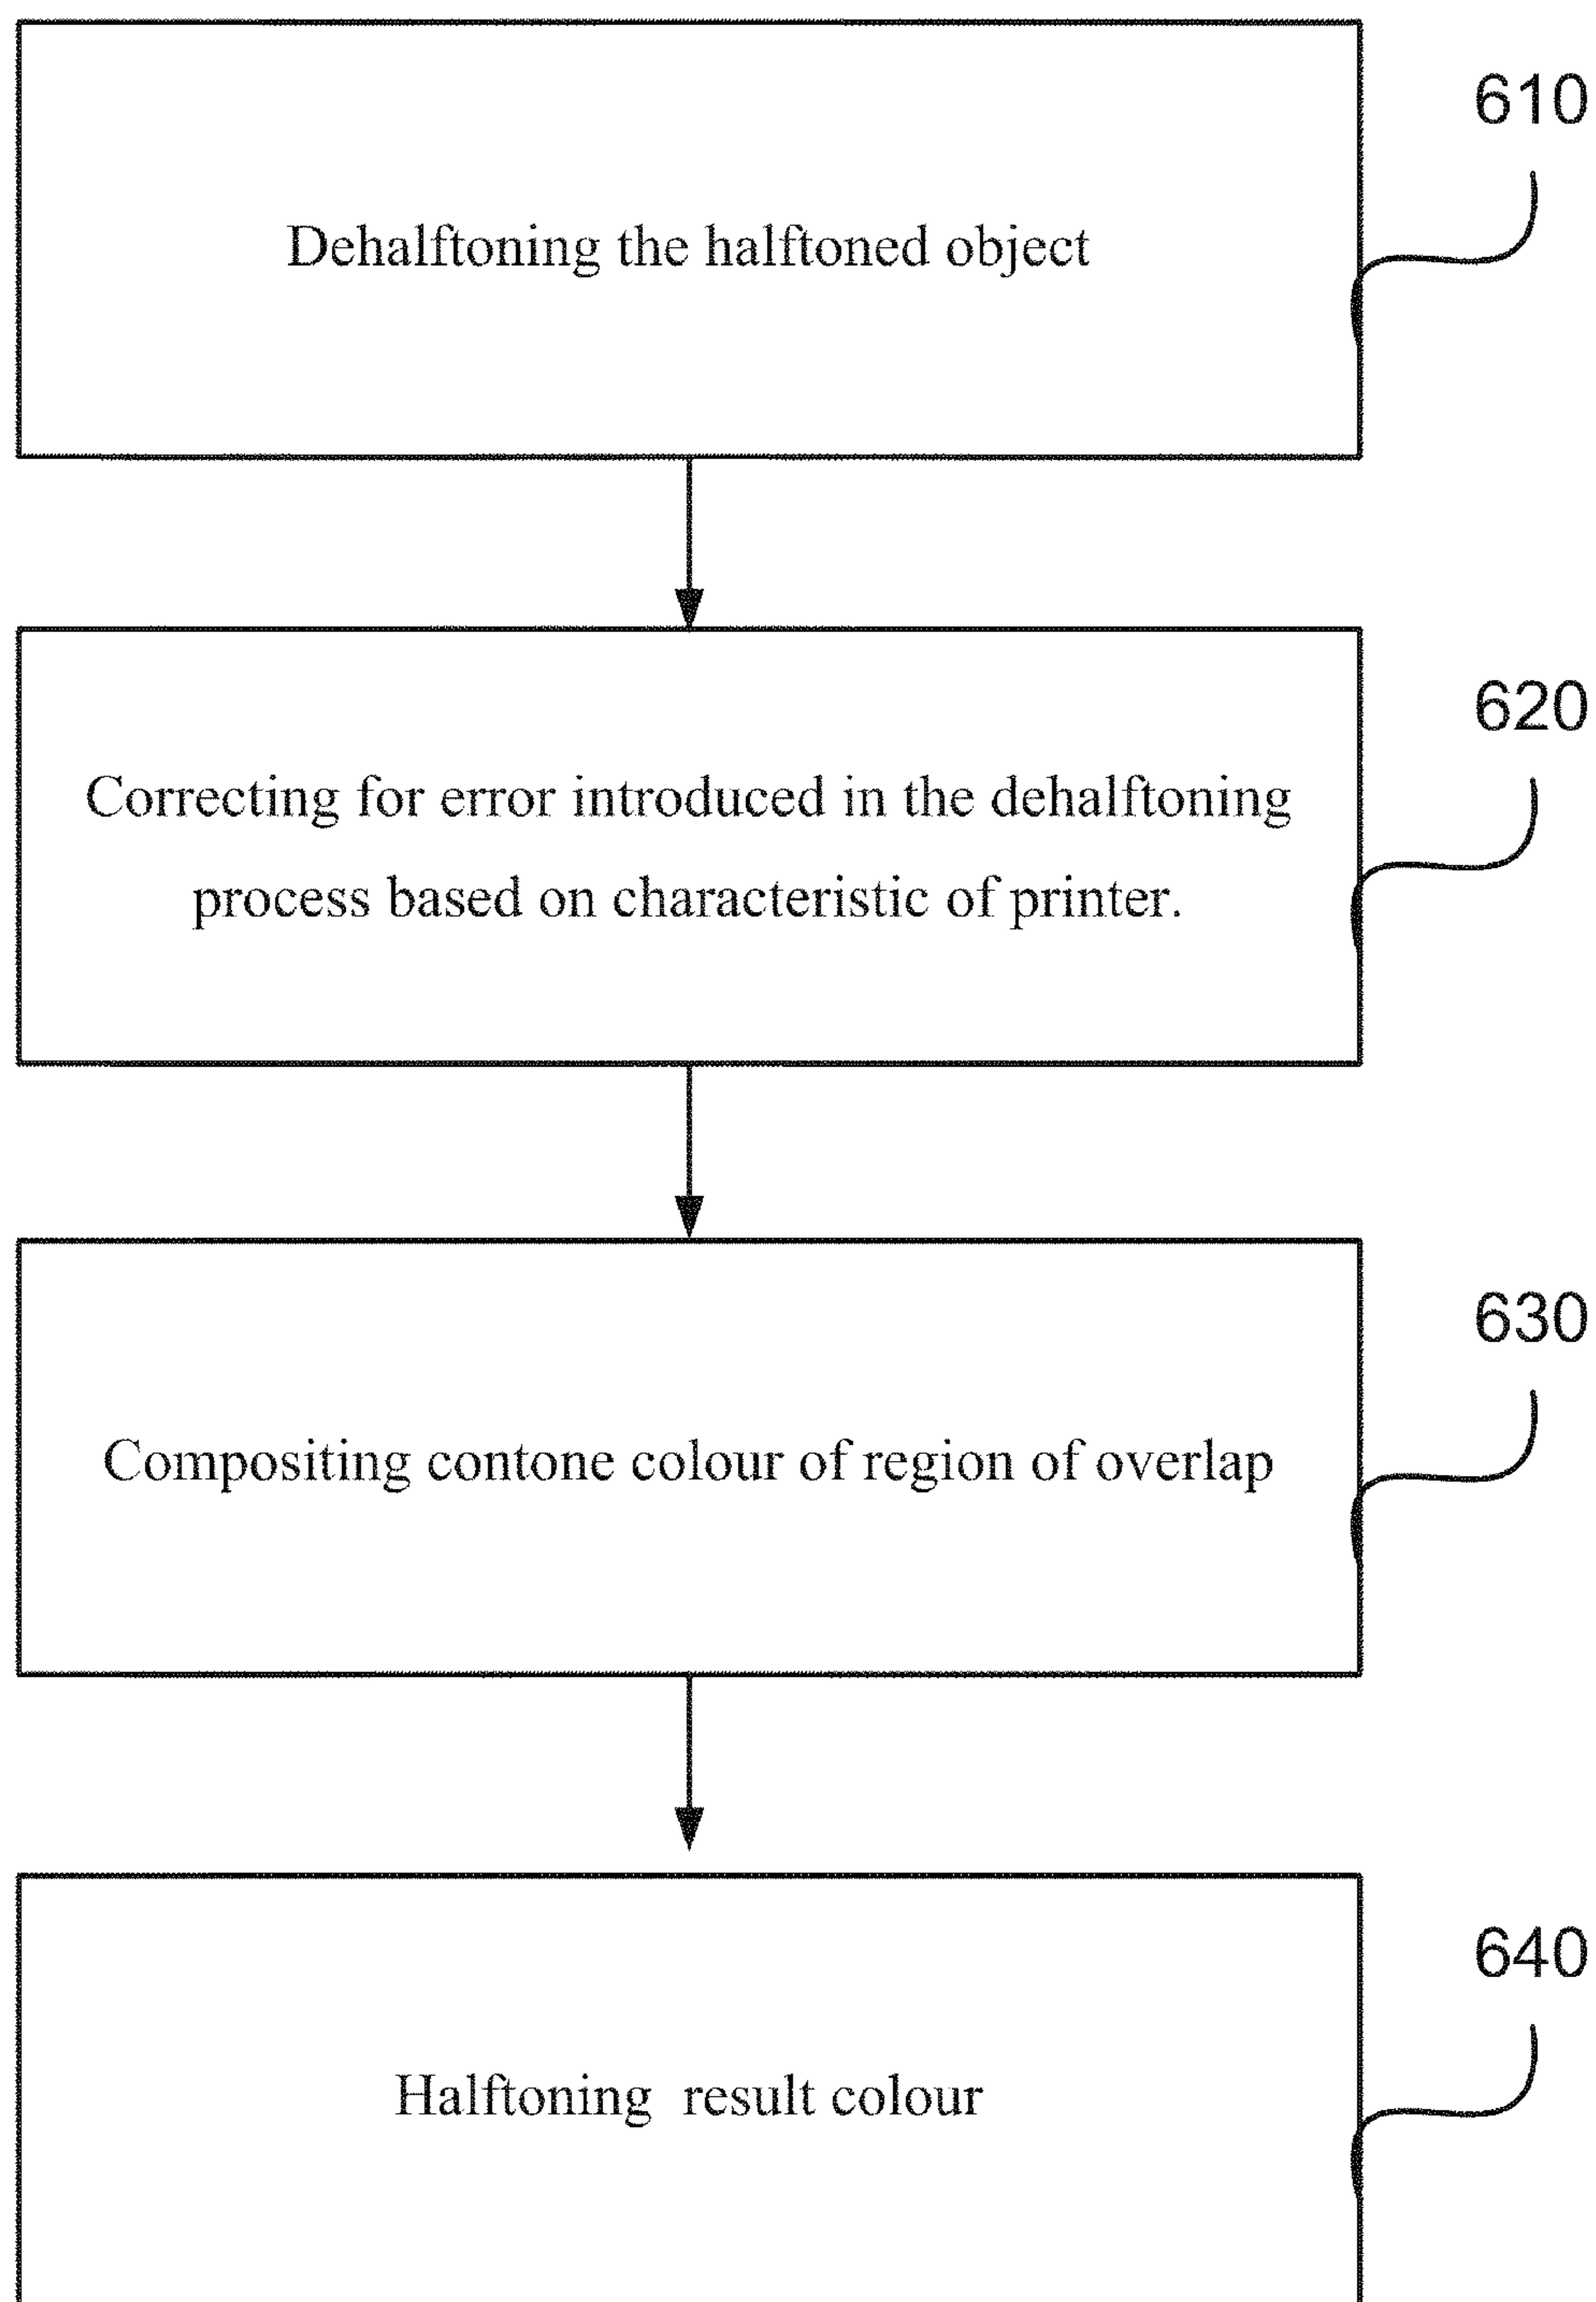 610
Dehalftoning the halftoned object
620
Correcting for error introduced in the dehalftoning
process based on characteristic of printer.
630
Compositing contone colour of region of overlap
640
Halftoning result colour